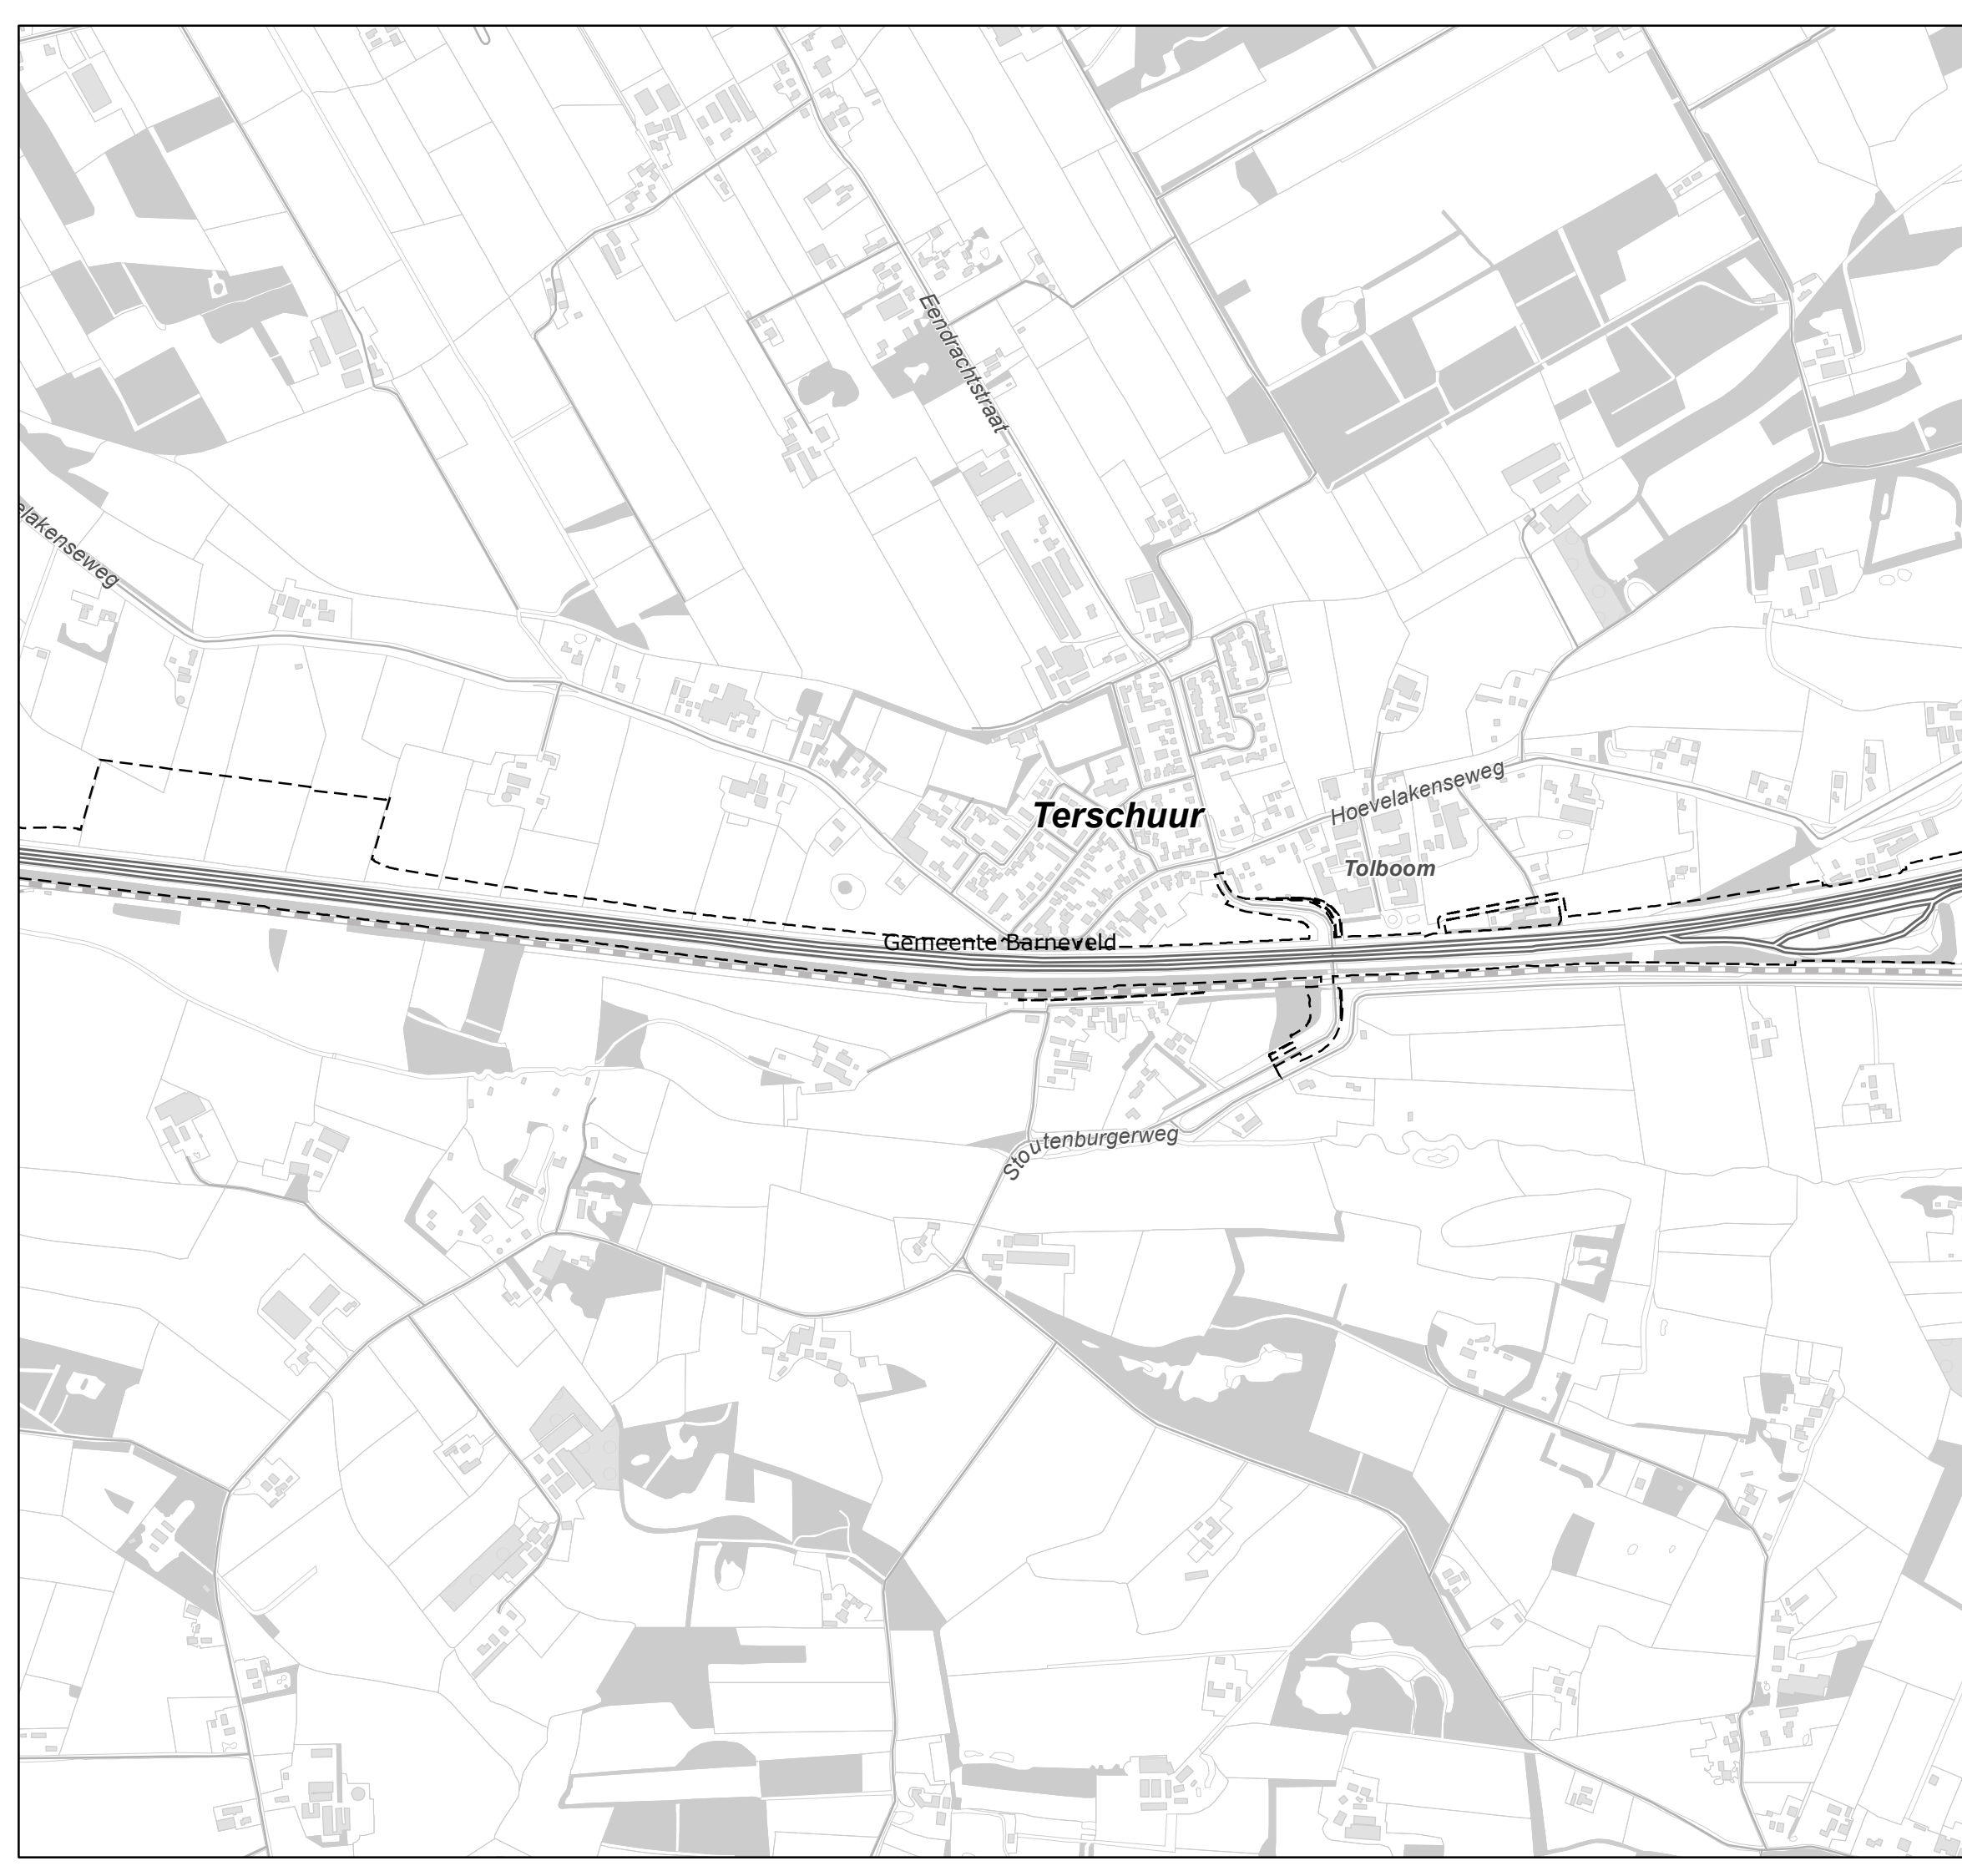 Eendrachtstraat
elakenseweg
Hoevelakenseweg
Terschuur
Tolboom
Gemeente Barneveld
Stoutenburgerweg